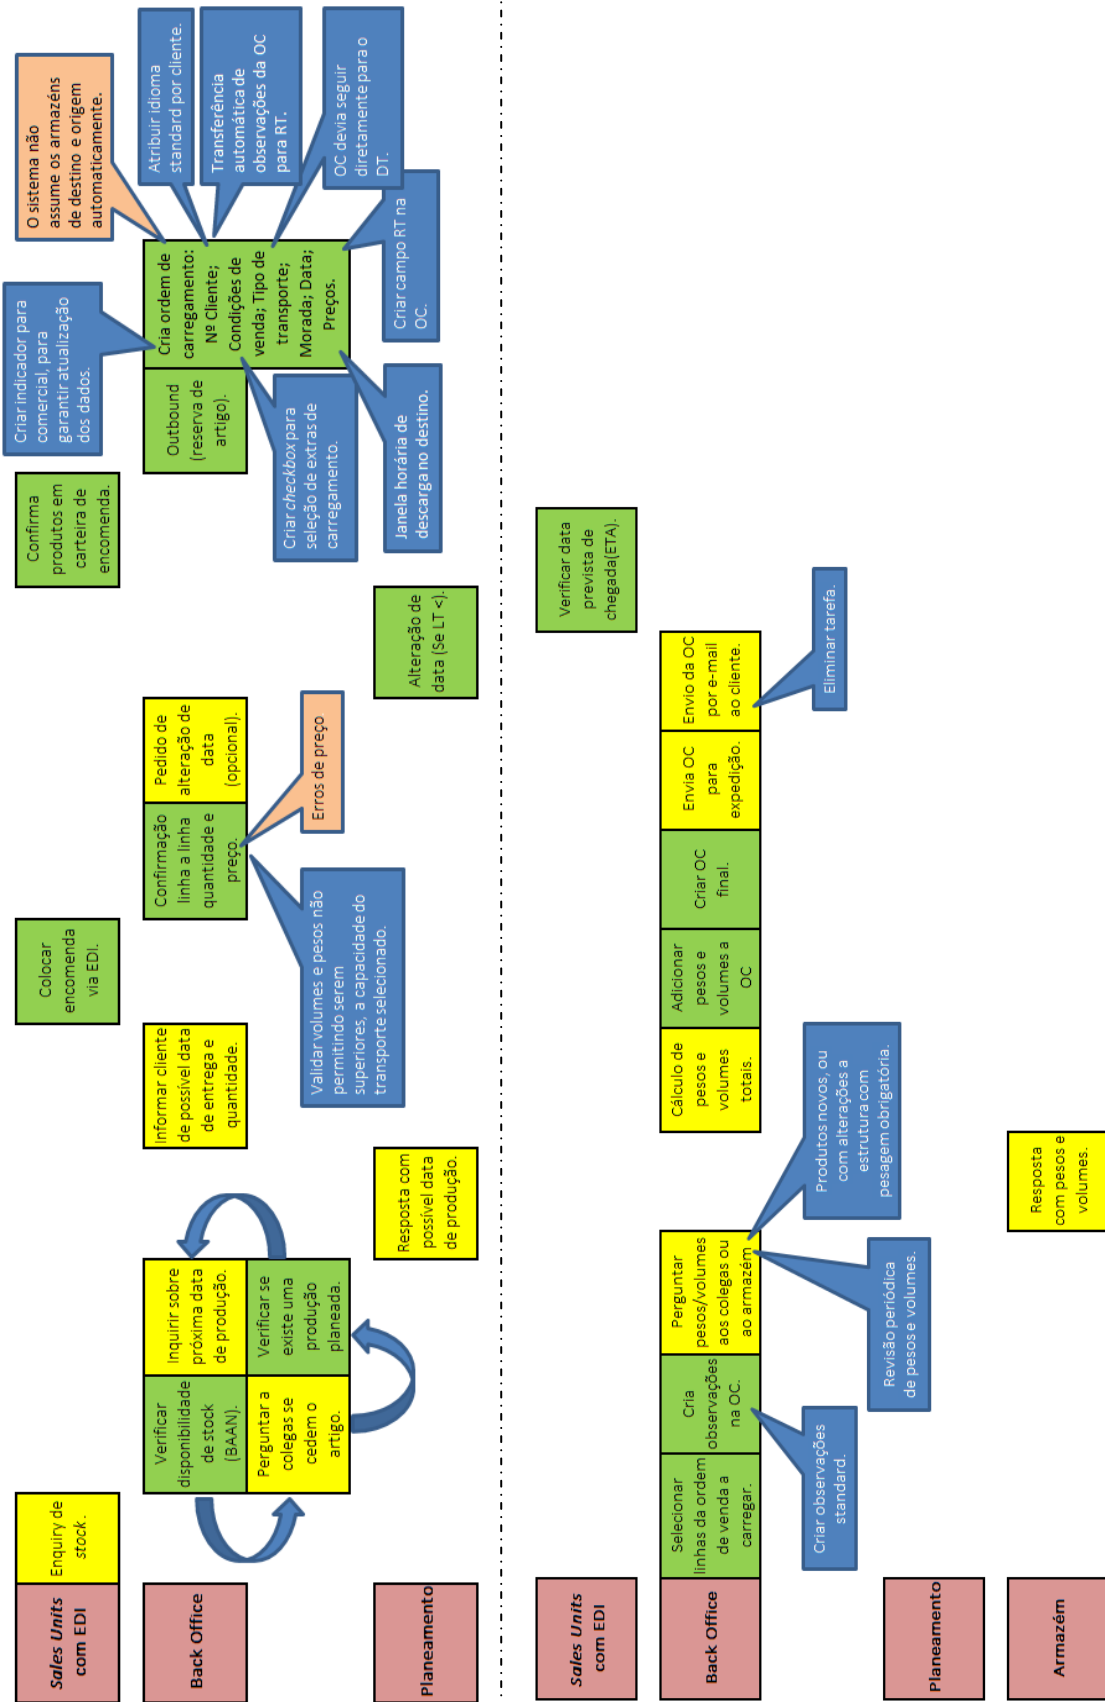 Sales Units
com EDI
Enquiry de
stock.
Colocar
encomenda
via EDI.
Confirma
produtos em
carteira de
encomenda.
Criar indicador para
comercial, para
garantir atualização
dos dados.
O sistema não
assume os armazéns
de destino e origem
automaticamente.
Back Office
Verificar
disponibilidade
de stock
(BAAN).
Inquirir sobre
próxima data
de produção.
Perguntar a
colegas se
cedem o
artigo.
Verificar se
existe uma
produção
planeada.
Informar cliente
de possível data
de entrega e
quantidade.
Confirmação
linha a linha
quantidade e
preço.
Pedido de
alteração de
data
(opcional).
Outbound
(reserva de
artigo).
Cria ordem de
carregamento:
Nº Cliente;
Condições de
venda; Tipo de
transporte;
Morada; Data;
Preços.
Atribuir idioma
standard por cliente.
Transferência
automática de
observações da OC
para RT.
OC devia seguir
diretamente para o
DT.
Criar campo RT na
OC.
Validar volumes e pesos não
permitindo serem
superiores, a capacidade do
transporte selecionado.
Erros de preço
Criar checkbox para
seleção de extras de
carregamento.
Janela horária de
descarga no destino.
Planeamento
Resposta com
possível data
de produção.
Alteração de
data (Se LT <).
Sales Units
com EDI
Verificar data
prevista de
chegada(ETA).
Back Office
Selecionar
linhas da ordem
de venda a
carregar.
Cria
observações
na OC.
Perguntar
pesos/volumes
aos colegas ou
ao armazém
Cálculo de
pesos e
volumes
totais.
Adicionar
pesos e
volumes a
OC
Criar OC
final.
Envia OC
para
expedição.
Envio da OC
por e-mail
ao cliente.
Criar observações
standard.
Revisão periódica
de pesos e volumes.
Produtos novos, ou
com alterações a
estrutura com
pesagem obrigatória.
Eliminar tarefa.
Planeamento
Armazém
Resposta
com pesos e
volumes.